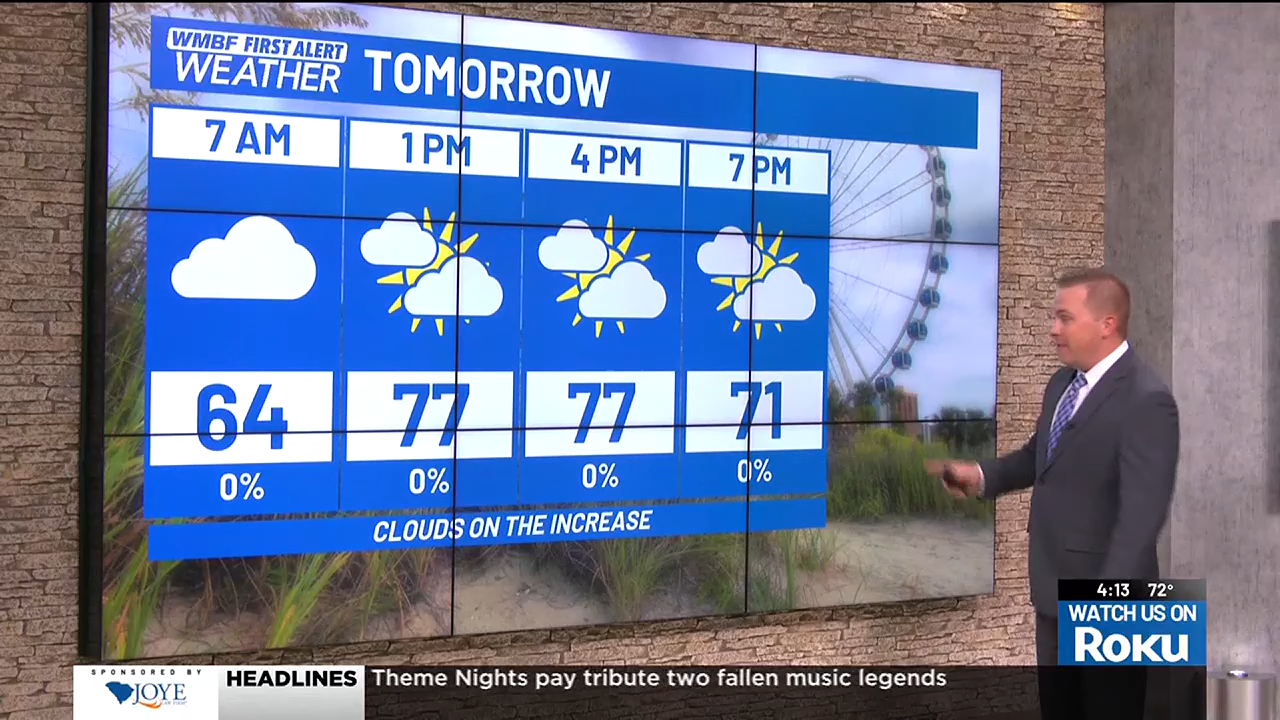 WMBF FIRST ALERT
WEATHER
TOMORROW
7 AM
1 PM
4 PM
7 PM
64
77
77
71
0%
0%
0%
0%
CLOUDS ON THE INCREASE
4:13 72°
WATCH US ON
Roku
SPONSORED BY
JOYE
LAW FIRM
HEADLINES
Theme Nights pay tribute two fallen music legends